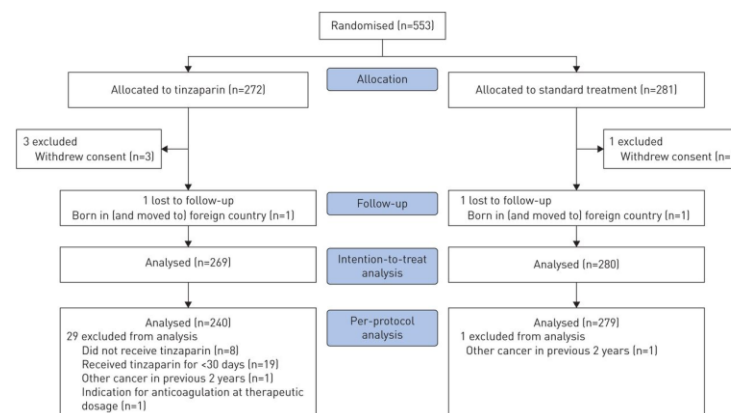 Randomised (n=553)
Allocation
Allocated to tinzaparin (n=272)
Allocated to standard treatment (n=281)
3 excluded
Withdrew consent (n=3)
1 excluded
Withdrew consent (n=
1 lost to follow-up
Born in (and moved to) foreign country (n=1)
Follow-up
1 lost to follow-up
Born in (and moved to) foreign country (n=1)
Analysed (n=269)
Intention-to-treat
analysis
Analysed (n=280)
Analysed (n=240)
29 excluded from analysis
Did not receive tinzaparin (n=8)
Received tinzaparin for <30 days (n=19)
Other cancer in previous 2 years (n=1)
Indication for anticoagulation at therapeutic
dosage (n=1)
Per-protocol
analysis
Analysed (n=279)
1 excluded from analysis
Other cancer in previous 2 years (n=1)